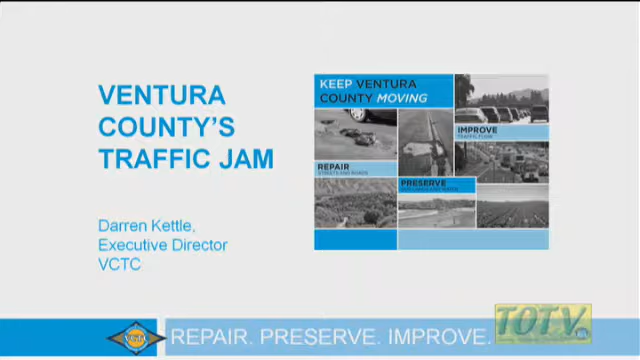 VENTURA
COUNTY'S
TRAFFIC JAM
Darren Kettle,
Executive Director
VCTC
KEEP VENTURA
COUNTY MOVING
IMPROVE
TRAFFIC FLOW
REPAIR
STREETS AND ROADS
PRESERVE
REPAIR. PRESERVE. IMPROVE.
TOTV